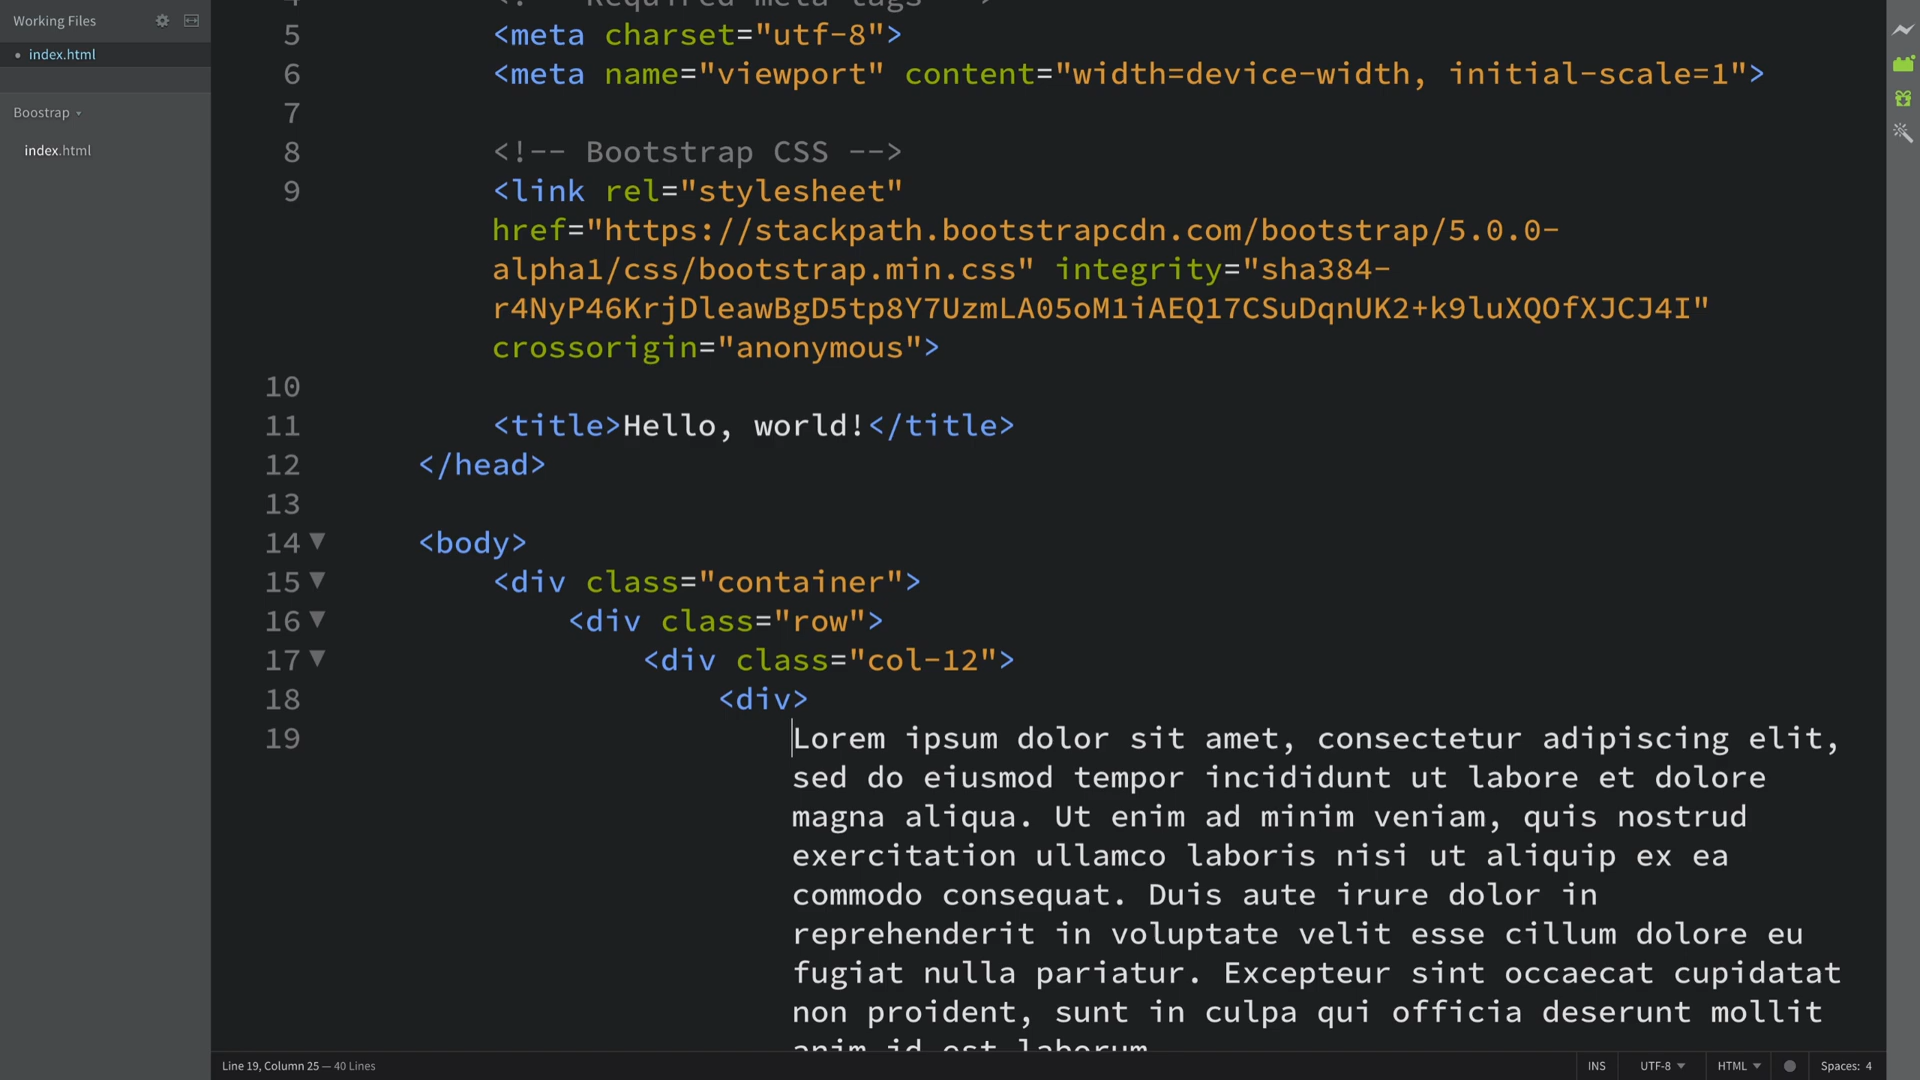 Working Files
index.html
Boostrap
index.html
4 <!-- Required meta tags -->
5 <meta charset="utf-8">
6 <meta name="viewport" content="width=device-width, initial-scale=1">
7
8 <!-- Bootstrap CSS -->
9 <link rel="stylesheet"
href="https://stackpath.bootstrapcdn.com/bootstrap/5.0.0-
alpha1/css/bootstrap.min.css" integrity="sha384-
r4NyP46KrjDleawBgD5tp8Y7UzmLA05oM1iAEQ17CSuDqnUK2+k9luXQOfXJCJ4I"
crossorigin="anonymous">
10
11 <title>Hello, world!</title>
12 </head>
13
14 <body>
15 <div class="container">
16 <div class="row">
17 <div class="col-12">
18 <div>
19 Lorem ipsum dolor sit amet, consectetur adipiscing elit,
sed do eiusmod tempor incididunt ut labore et dolore
magna aliqua. Ut enim ad minim veniam, quis nostrud
exercitation ullamco laboris nisi ut aliquip ex ea
commodo consequat. Duis aute irure dolor in
reprehenderit in voluptate velit esse cillum dolore eu
fugiat nulla pariatur. Excepteur sint occaecat cupidatat
non proident, sunt in culpa qui officia deserunt mollit
anim id est laborum
Line 19, Column 25 — 40 Lines
INS UTF-8 HTML Spaces: 4